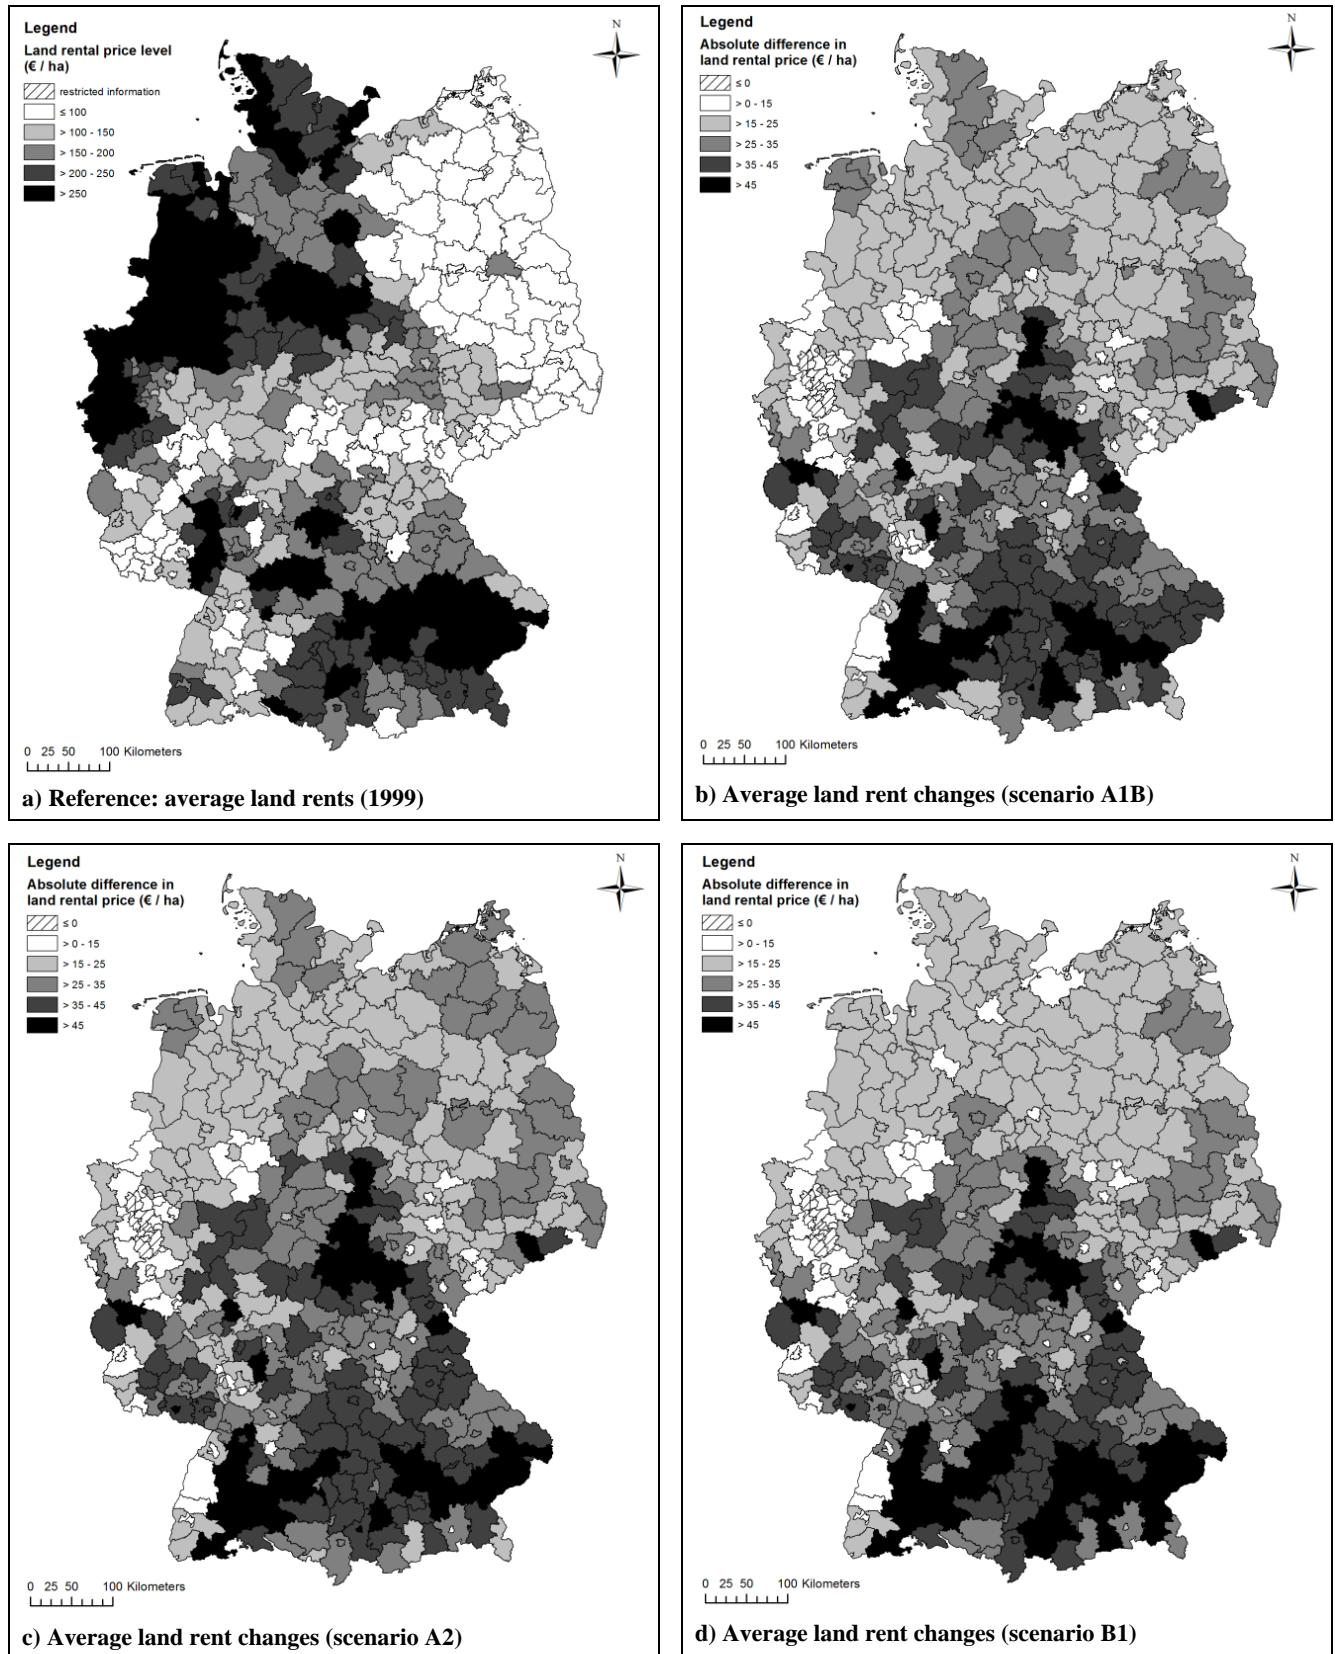 Legend
Land rental price level
(€ / ha)
restricted information
≤ 100
> 100 - 150
> 150 - 200
> 200 - 250
> 250
N
0 25 50 100 Kilometers
a) Reference: average land rents (1999)
Legend
Absolute difference in
land rental price (€ / ha)
≤ 0
> 0 - 15
> 15 - 25
> 25 - 35
> 35 - 45
> 45
N
0 25 50 100 Kilometers
b) Average land rent changes (scenario A1B)
Legend
Absolute difference in
land rental price (€ / ha)
≤ 0
> 0 - 15
> 15 - 25
> 25 - 35
> 35 - 45
> 45
N
0 25 50 100 Kilometers
c) Average land rent changes (scenario A2)
Legend
Absolute difference in
land rental price (€ / ha)
≤ 0
> 0 - 15
> 15 - 25
> 25 - 35
> 35 - 45
> 45
N
0 25 50 100 Kilometers
d) Average land rent changes (scenario B1)